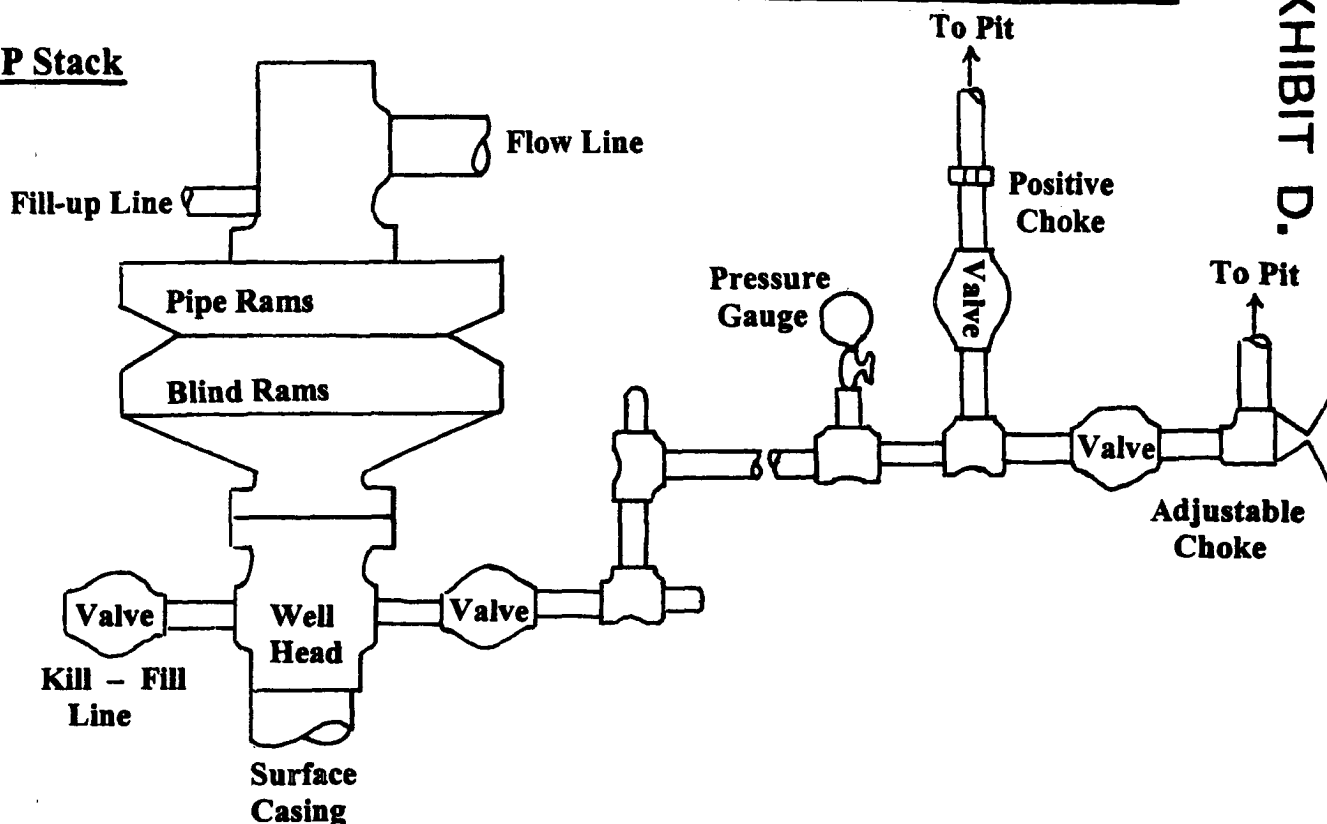 P Stack
To Pit
KHIBIT D.
Flow Line
Fill-up Line
Positive
Choke
To Pit
Pressure
Gauge
Valve
Pipe Rams
Blind Rams
Valve
Adjustable
Choke
Valve
Well
Head
Valve
Kill – Fill
Line
Surface
Casing